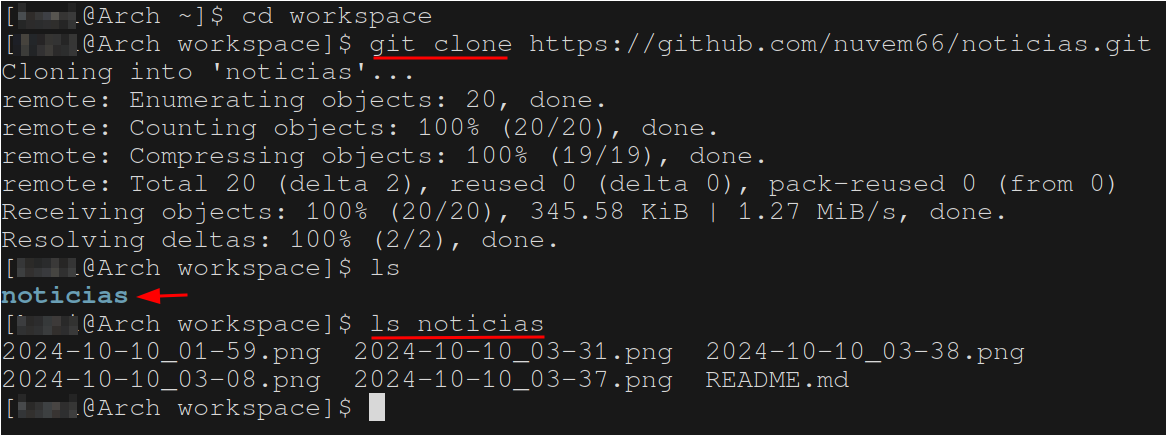 [@Arch ~]$ cd workspace
[@Arch workspace]$ git clone https://github.com/nuvem66/noticias.git
Cloning into 'noticias'...
remote: Enumerating objects: 20, done.
remote: Counting objects: 100% (20/20), done.
remote: Compressing objects: 100% (19/19), done.
remote: Total 20 (delta 2), reused 0 (delta 0), pack-reused 0 (from 0)
Receiving objects: 100% (20/20), 345.58 KiB | 1.27 MiB/s, done.
Resolving deltas: 100% (2/2), done.
[@Arch workspace]$ ls
noticias
[@Arch workspace]$ ls noticias
2024-10-10_01-59.png  2024-10-10_03-31.png  2024-10-10_03-38.png
2024-10-10_03-08.png  2024-10-10_03-37.png  README.md
[@Arch workspace]$